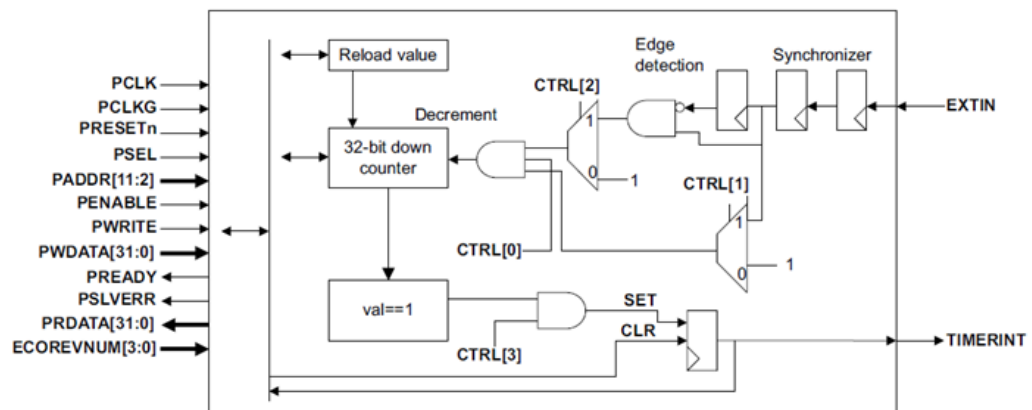 PCLK
PCLKG
PRESETn
PSEL
PADDR[11:2]
PENABLE
PWRITE
PWDATA[31:0]
PREADY
PSLVERR
PRDATA[31:0]
ECOREVNUM[3:0]
Reload value
Decrement
32-bit down
counter
val==1
CTRL[0]
CTRL[3]
CTRL[2]
1
0
1
Edge
detection
Synchronizer
CTRL[1]
1
0
1
SET
CLR
EXTIN
TIMERINT